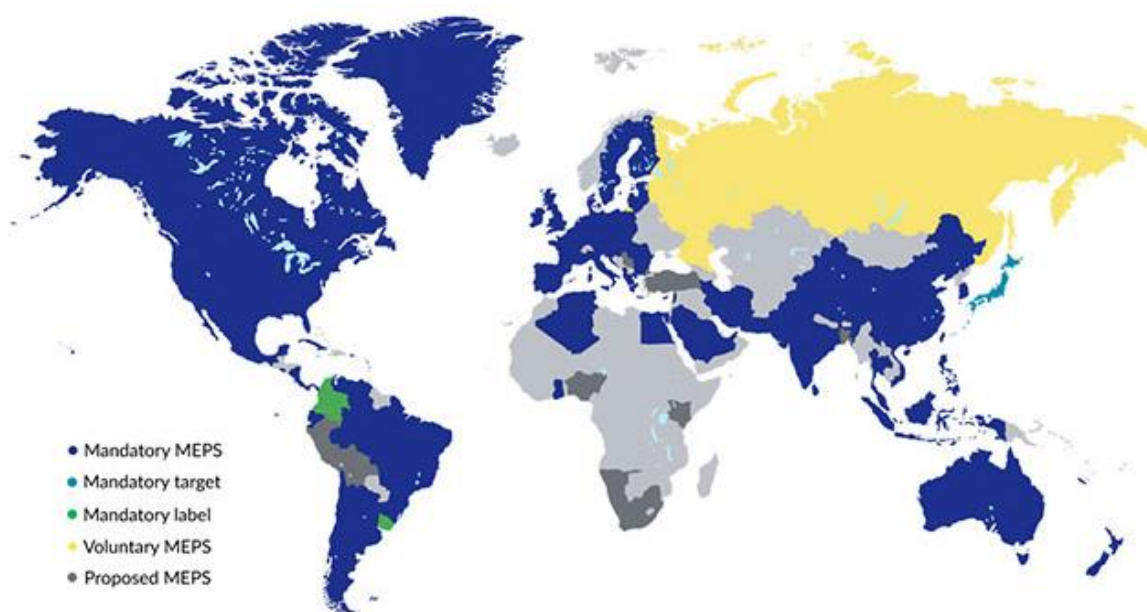 Mandatory MEPS
Mandatory target
Mandatory label
Voluntary MEPS
Proposed MEPS